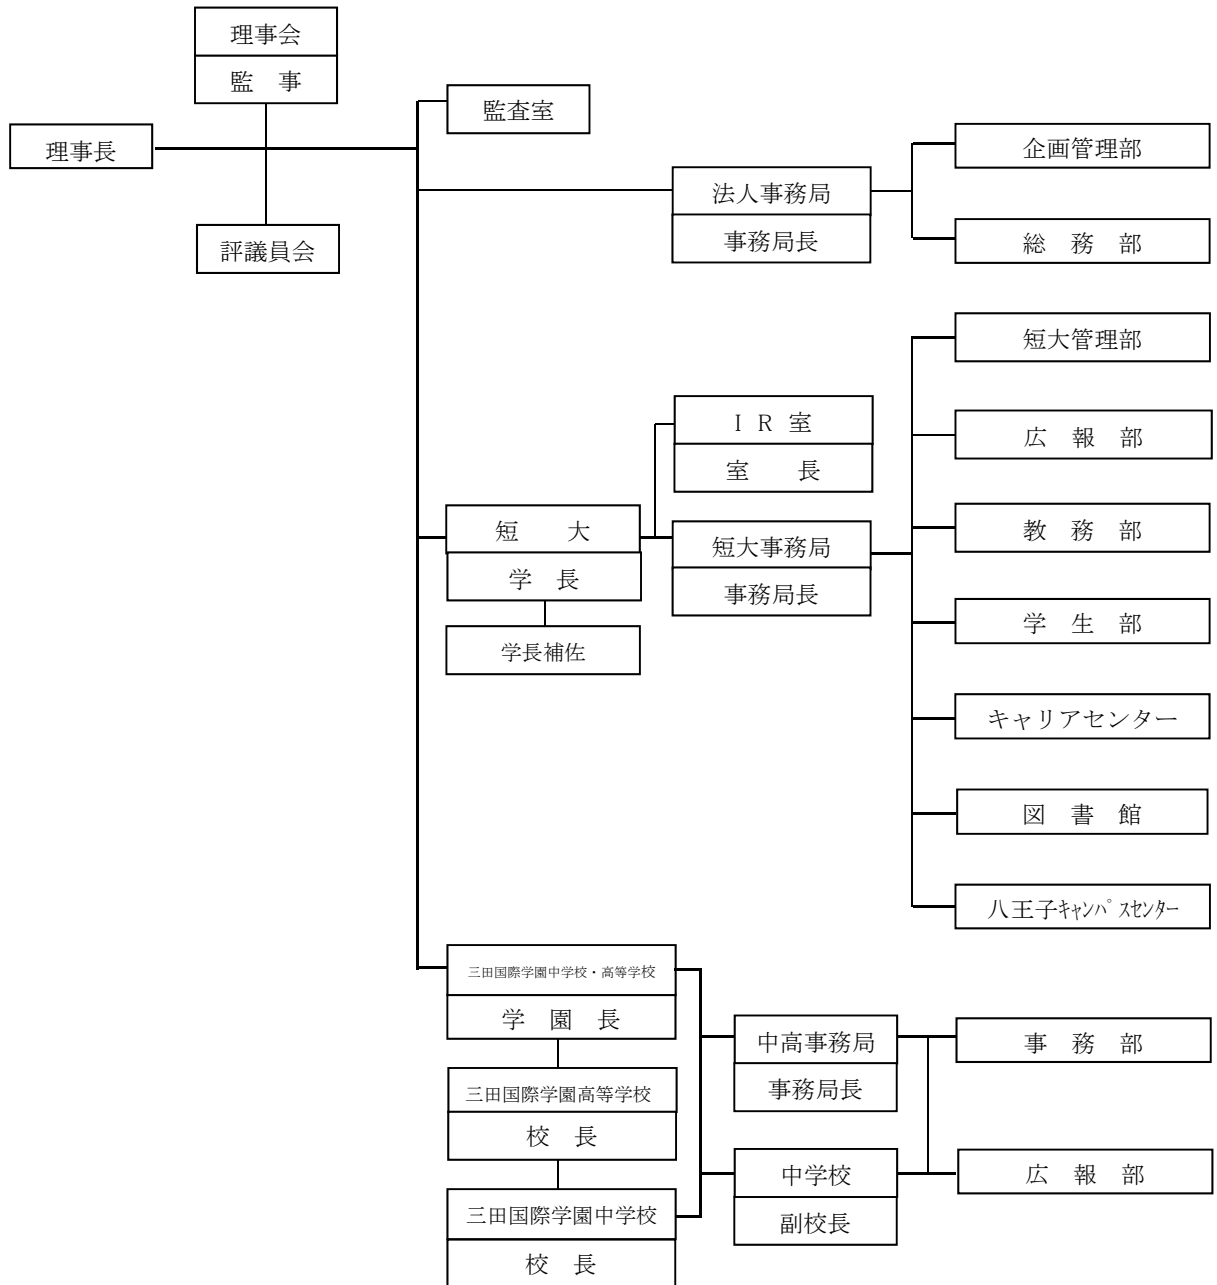 理事会
監　事
理事長
評議員会
監査室
法人事務局
事務局長
企画管理部
総　務　部
短　　大
学　長
学長補佐
ＩＲ室
室　　長
短大事務局
事務局長
短大管理部
広　報　部
教　務　部
学　生　部
キャリアセンター
図　書　館
八王子ｷｬﾝﾊﾟｽｾﾝﾀｰ
三田国際学園中学校・高等学校
学　園　長
三田国際学園高等学校
校　長
三田国際学園中学校
校　長
中高事務局
事務局長
中学校
副校長
事　務　部
広　報　部